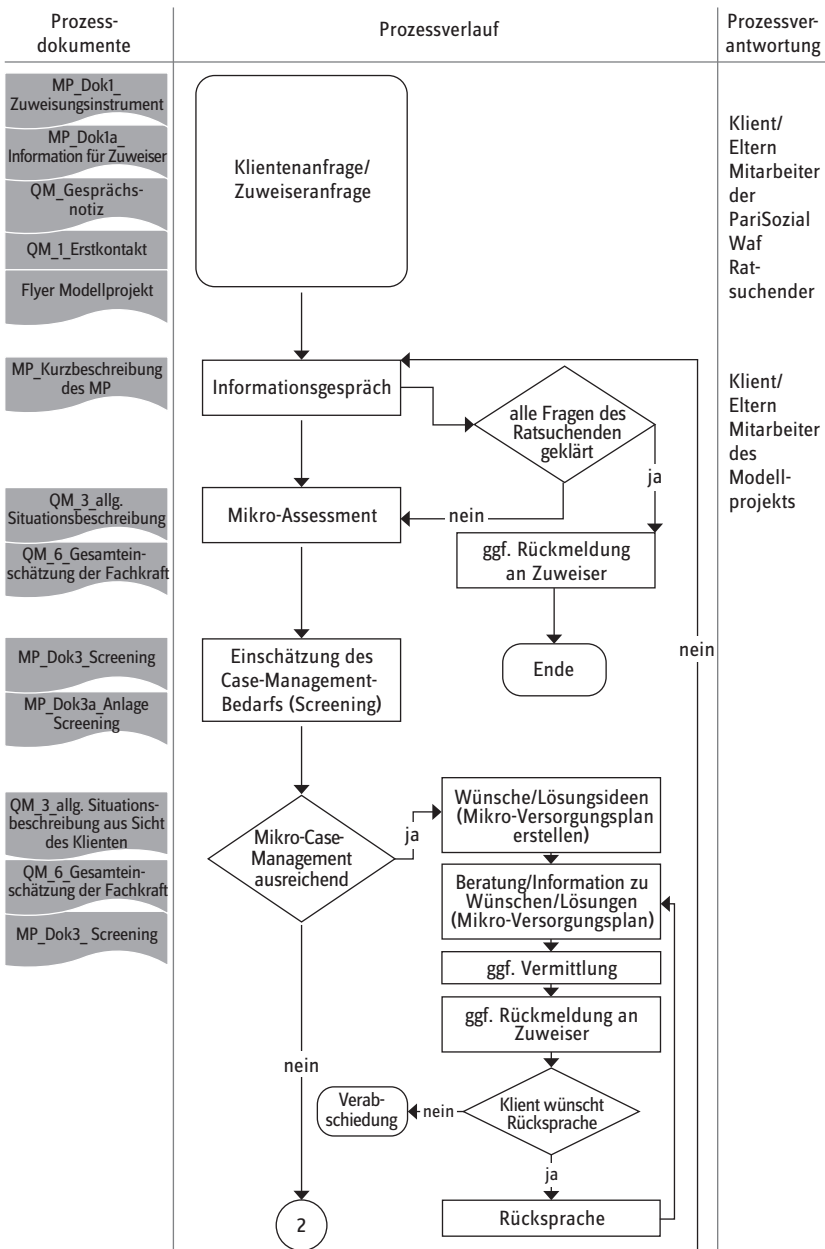 Prozess-
dokumente
Prozessverlauf
Prozessver-
antwortung
MP_Dok1_
Zuweisungsinstrument
MP_Dok1a_
Information für Zuweiser
QM_Gesprächs-
notiz
QM_1_Erstkontakt
Flyer Modellprojekt
Klientenanfrage/
Zuweiseranfrage
Klient/
Eltern
Mitarbeiter
der
PariSozial
Waf
Rat-
suchender
MP_Kurzbeschreibung
des MP
Informationsgespräch
alle Fragen des
Ratsuchenden
geklärt
ja
nein
Klient/
Eltern
Mitarbeiter
des
Modell-
projekts
QM_3_allg.
Situationsbeschreibung
QM_6_Gesamtein-
schätzung der Fachkraft
Mikro-Assessment
ggf. Rückmeldung
an Zuweiser
Ende
nein
MP_Dok3_Screening
MP_Dok3a_Anlage
Screening
Einschätzung des
Case-Management-
Bedarfs (Screening)
QM_3_allg. Situations-
beschreibung aus Sicht
des Klienten
QM_6_Gesamtein-
schätzung der Fachkraft
MP_Dok3_ Screening
Mikro-Case-
Management
ausreichend
ja
Wünsche/Lösungsideen
(Mikro-Versorgungsplan
erstellen)
Beratung/Information zu
Wünschen/Lösungen
(Mikro-Versorgungsplan)
ggf. Vermittlung
ggf. Rückmeldung an
Zuweiser
nein
Klient wünscht
Rücksprache
nein
Verab-
schiedung
ja
Rücksprache
2